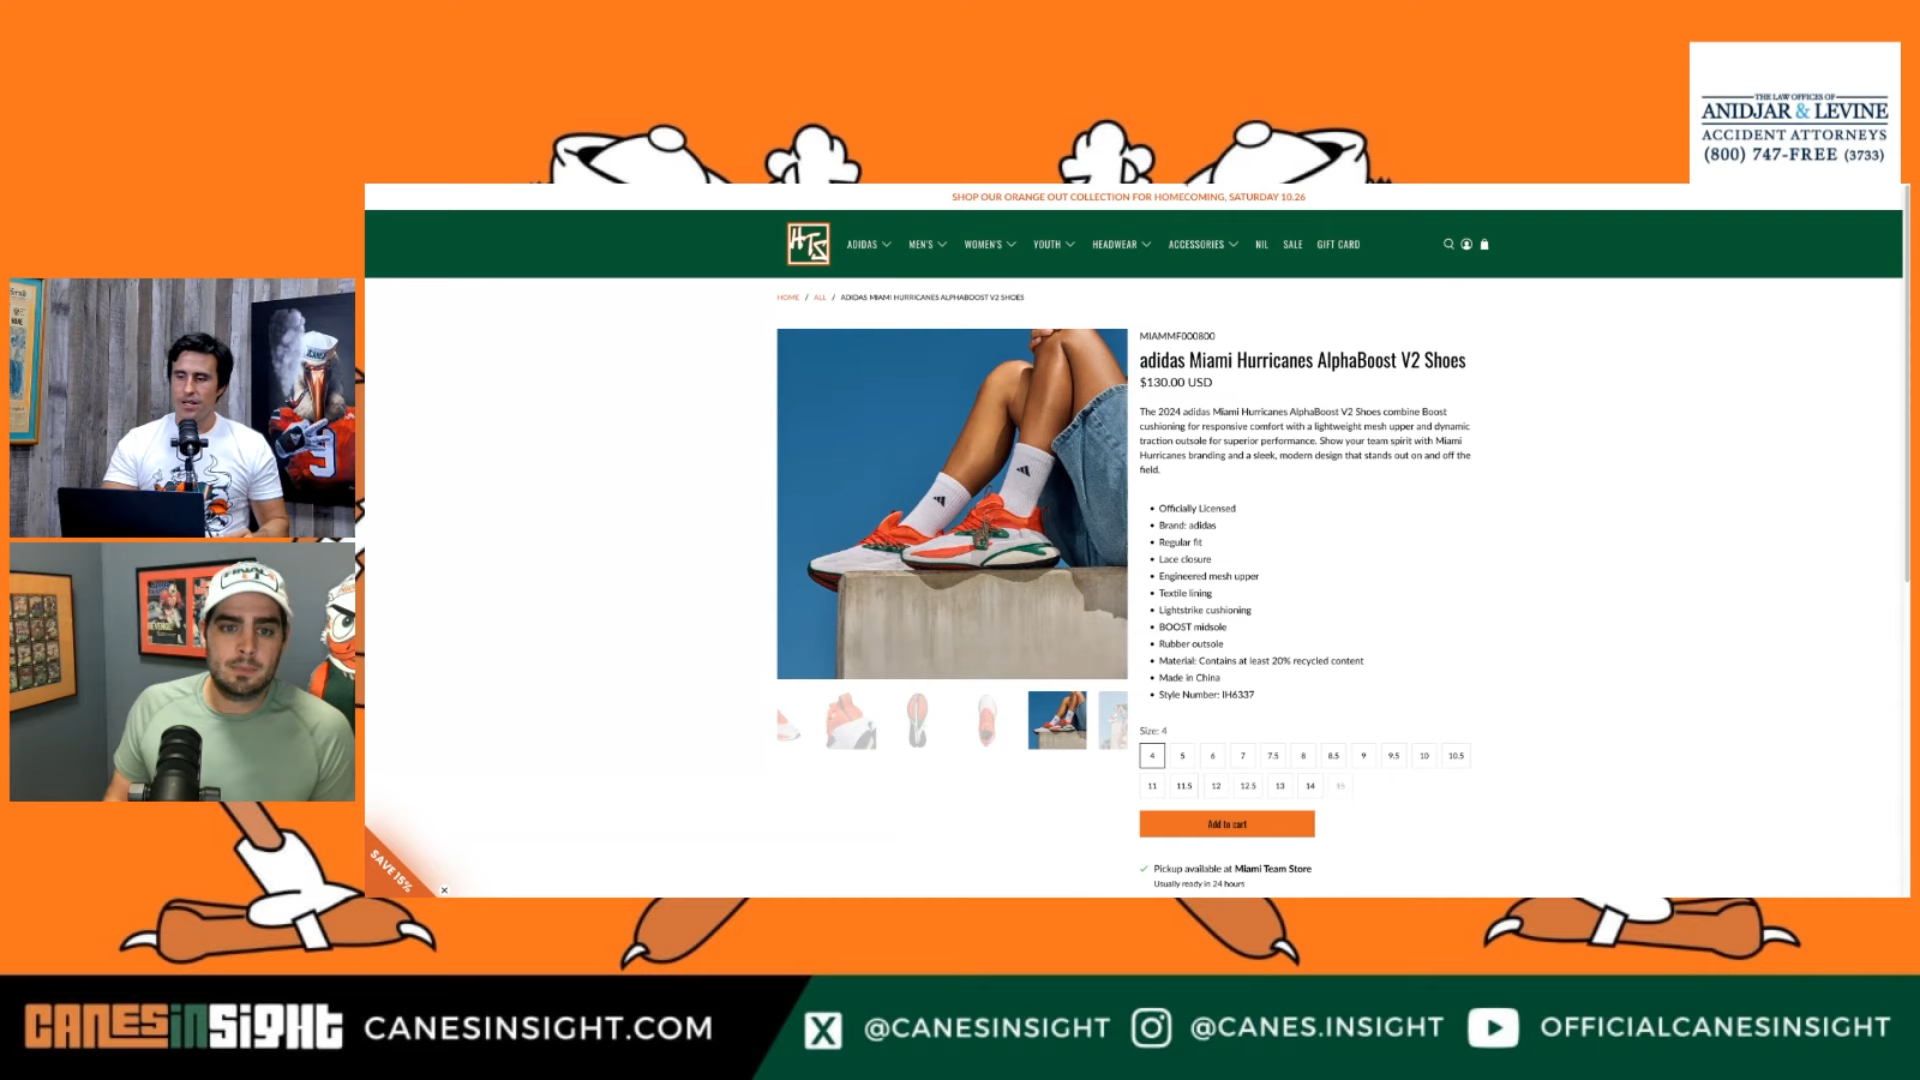 THE LAW OFFICES OF
ANIDJAR & LEVINE
ACCIDENT ATTORNEYS
(800) 747-FREE (3733)
SHOP OUR ORANGE OUT COLLECTION FOR HOMECOMING, SATURDAY 10.26
HTS
ADIDAS MEN'S WOMEN'S YOUTH HEADWEAR ACCESSORIES NIL SALE GIFT CARD
HOME / ALL / ADIDAS MIAMI HURRICANES ALPHABOOST V2 SHOES
MIAMMF000800
adidas Miami Hurricanes AlphaBoost V2 Shoes
$130.00 USD
The 2024 adidas Miami Hurricanes AlphaBoost V2 Shoes combine Boost
cushioning for responsive comfort with a lightweight mesh upper and dynamic
traction outsole for superior performance. Show your team spirit with Miami
Hurricanes branding and a sleek, modern design that stands out on and off the
field.
• Officially Licensed
• Brand: adidas
• Regular fit
• Lace closure
• Engineered mesh upper
• Textile lining
• Lightstrike cushioning
• BOOST midsole
• Rubber outsole
• Material: Contains at least 20% recycled content
• Made in China
• Style Number: IH6337
Size: 4
4 5 6 7 7.5 8 8.5 9 9.5 10 10.5
11 11.5 12 12.5 13 14 15
Add to cart
Pickup available at Miami Team Store
Usually ready in 24 hours
SAVE 15%
9
CANESINSIGHT CANESINSIGHT.COM @CANESINSIGHT @CANES.INSIGHT OFFICIALCANESINSIGHT